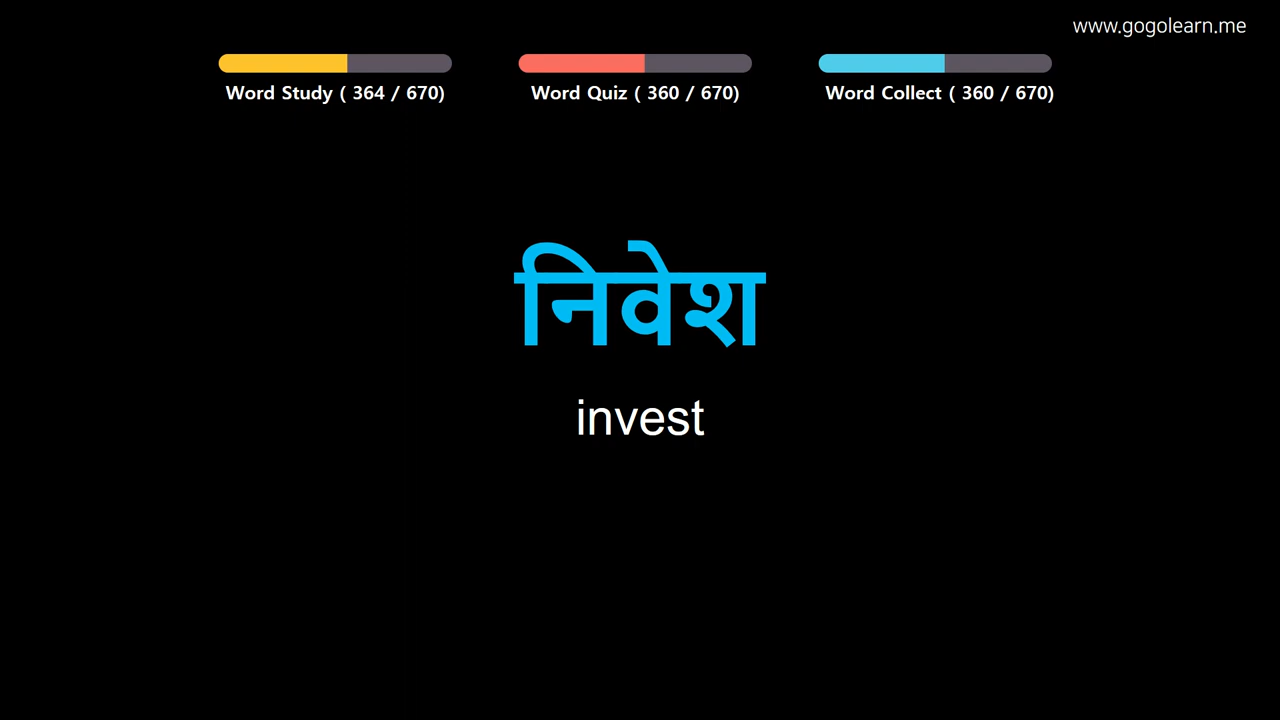 www.gogolearn.me
Word Study ( 364 / 670)
Word Quiz ( 360 / 670)
Word Collect ( 360 / 670)
निवेश
invest